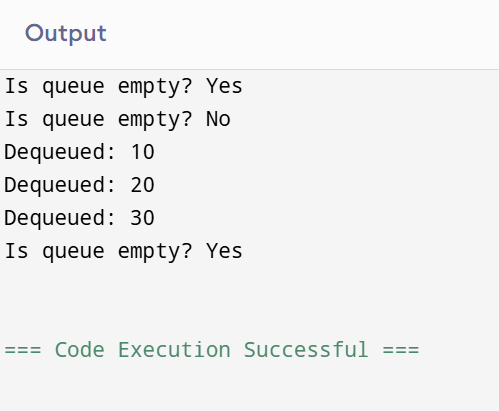 Output
Is queue empty? Yes
Is queue empty? No
Dequeued: 10
Dequeued: 20
Dequeued: 30
Is queue empty? Yes
=== Code Execution Successful ===